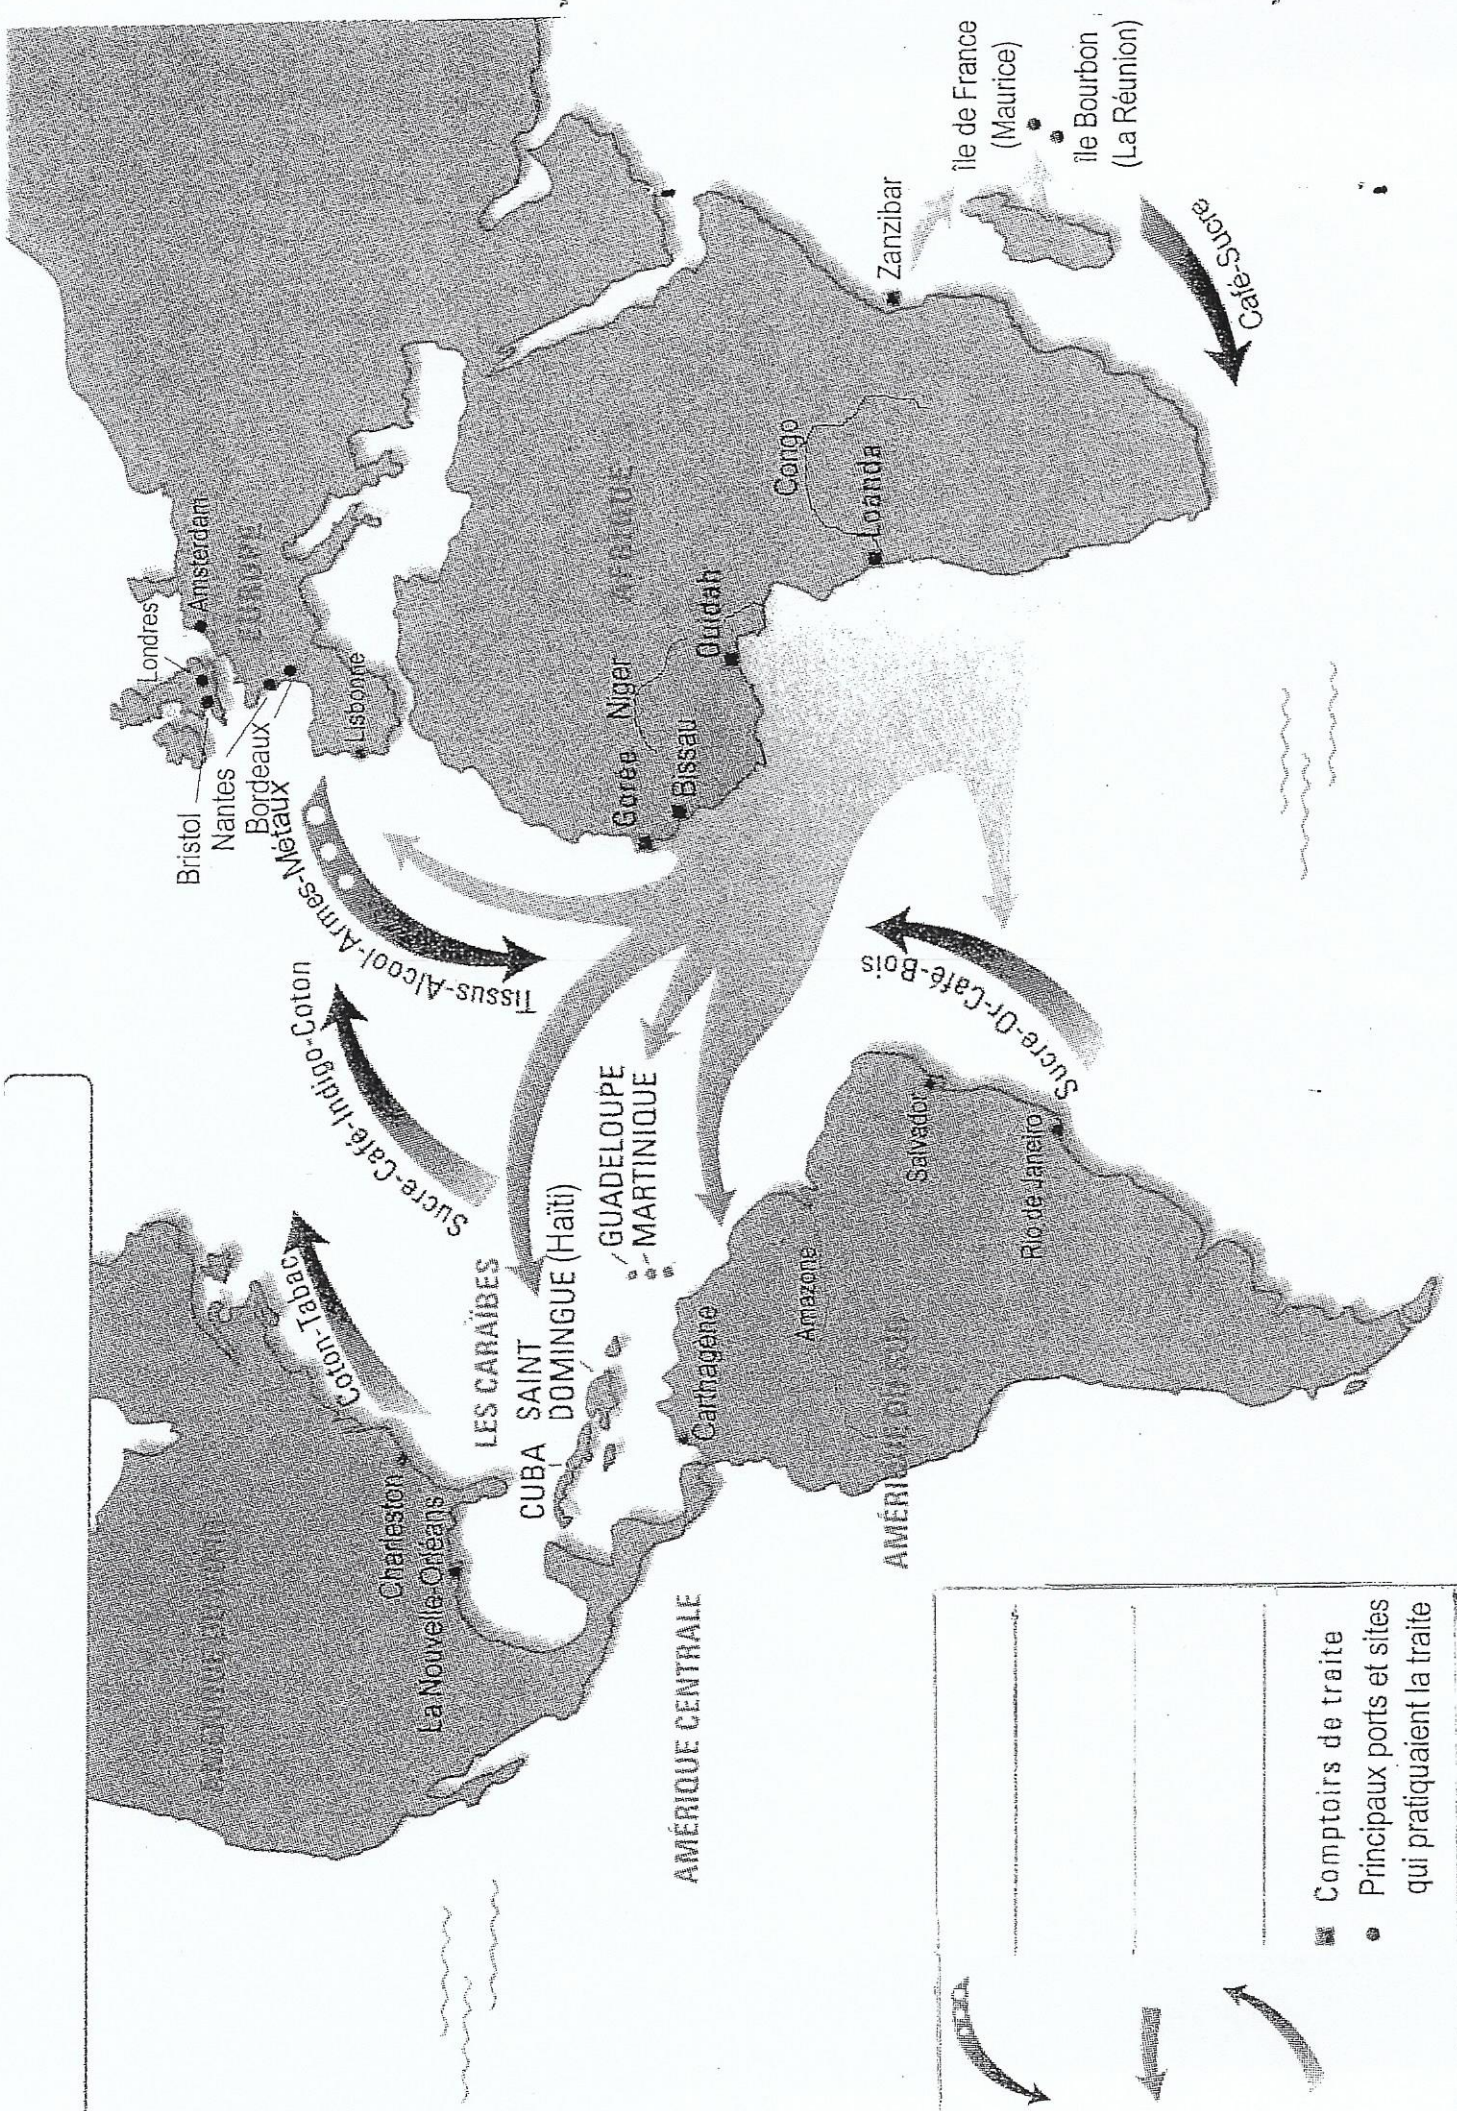 Londres
Bristol
Amsterdam
Nantes
EUROPE
Bordeaux
Lisbonne
Tissus-Alcool-Armes-Métaux
Coton-Tabac
Sucre-Café-Indigo-Coton
Charleston
La Nouvelle-Orléans
LES CARAÏBES
CUBA SAINT
DOMINGUE (Haïti)
GUADELOUPE
MARTINIQUE
AMÉRIQUE CENTRALE
Carthagène
Gorée
Niger
AFRIQUE
Bissau
Ouidah
Congo
Loanda
Zanzibar
île de France
(Maurice)
île Bourbon
(La Réunion)
Café-Sucre
Amazone
AMÉRIQUE DU SUD
Salvador
Rio de Janeiro
Sucre-Or-Café-Bois
Comptoirs de traite
Principaux ports et sites
qui pratiquaient la traite